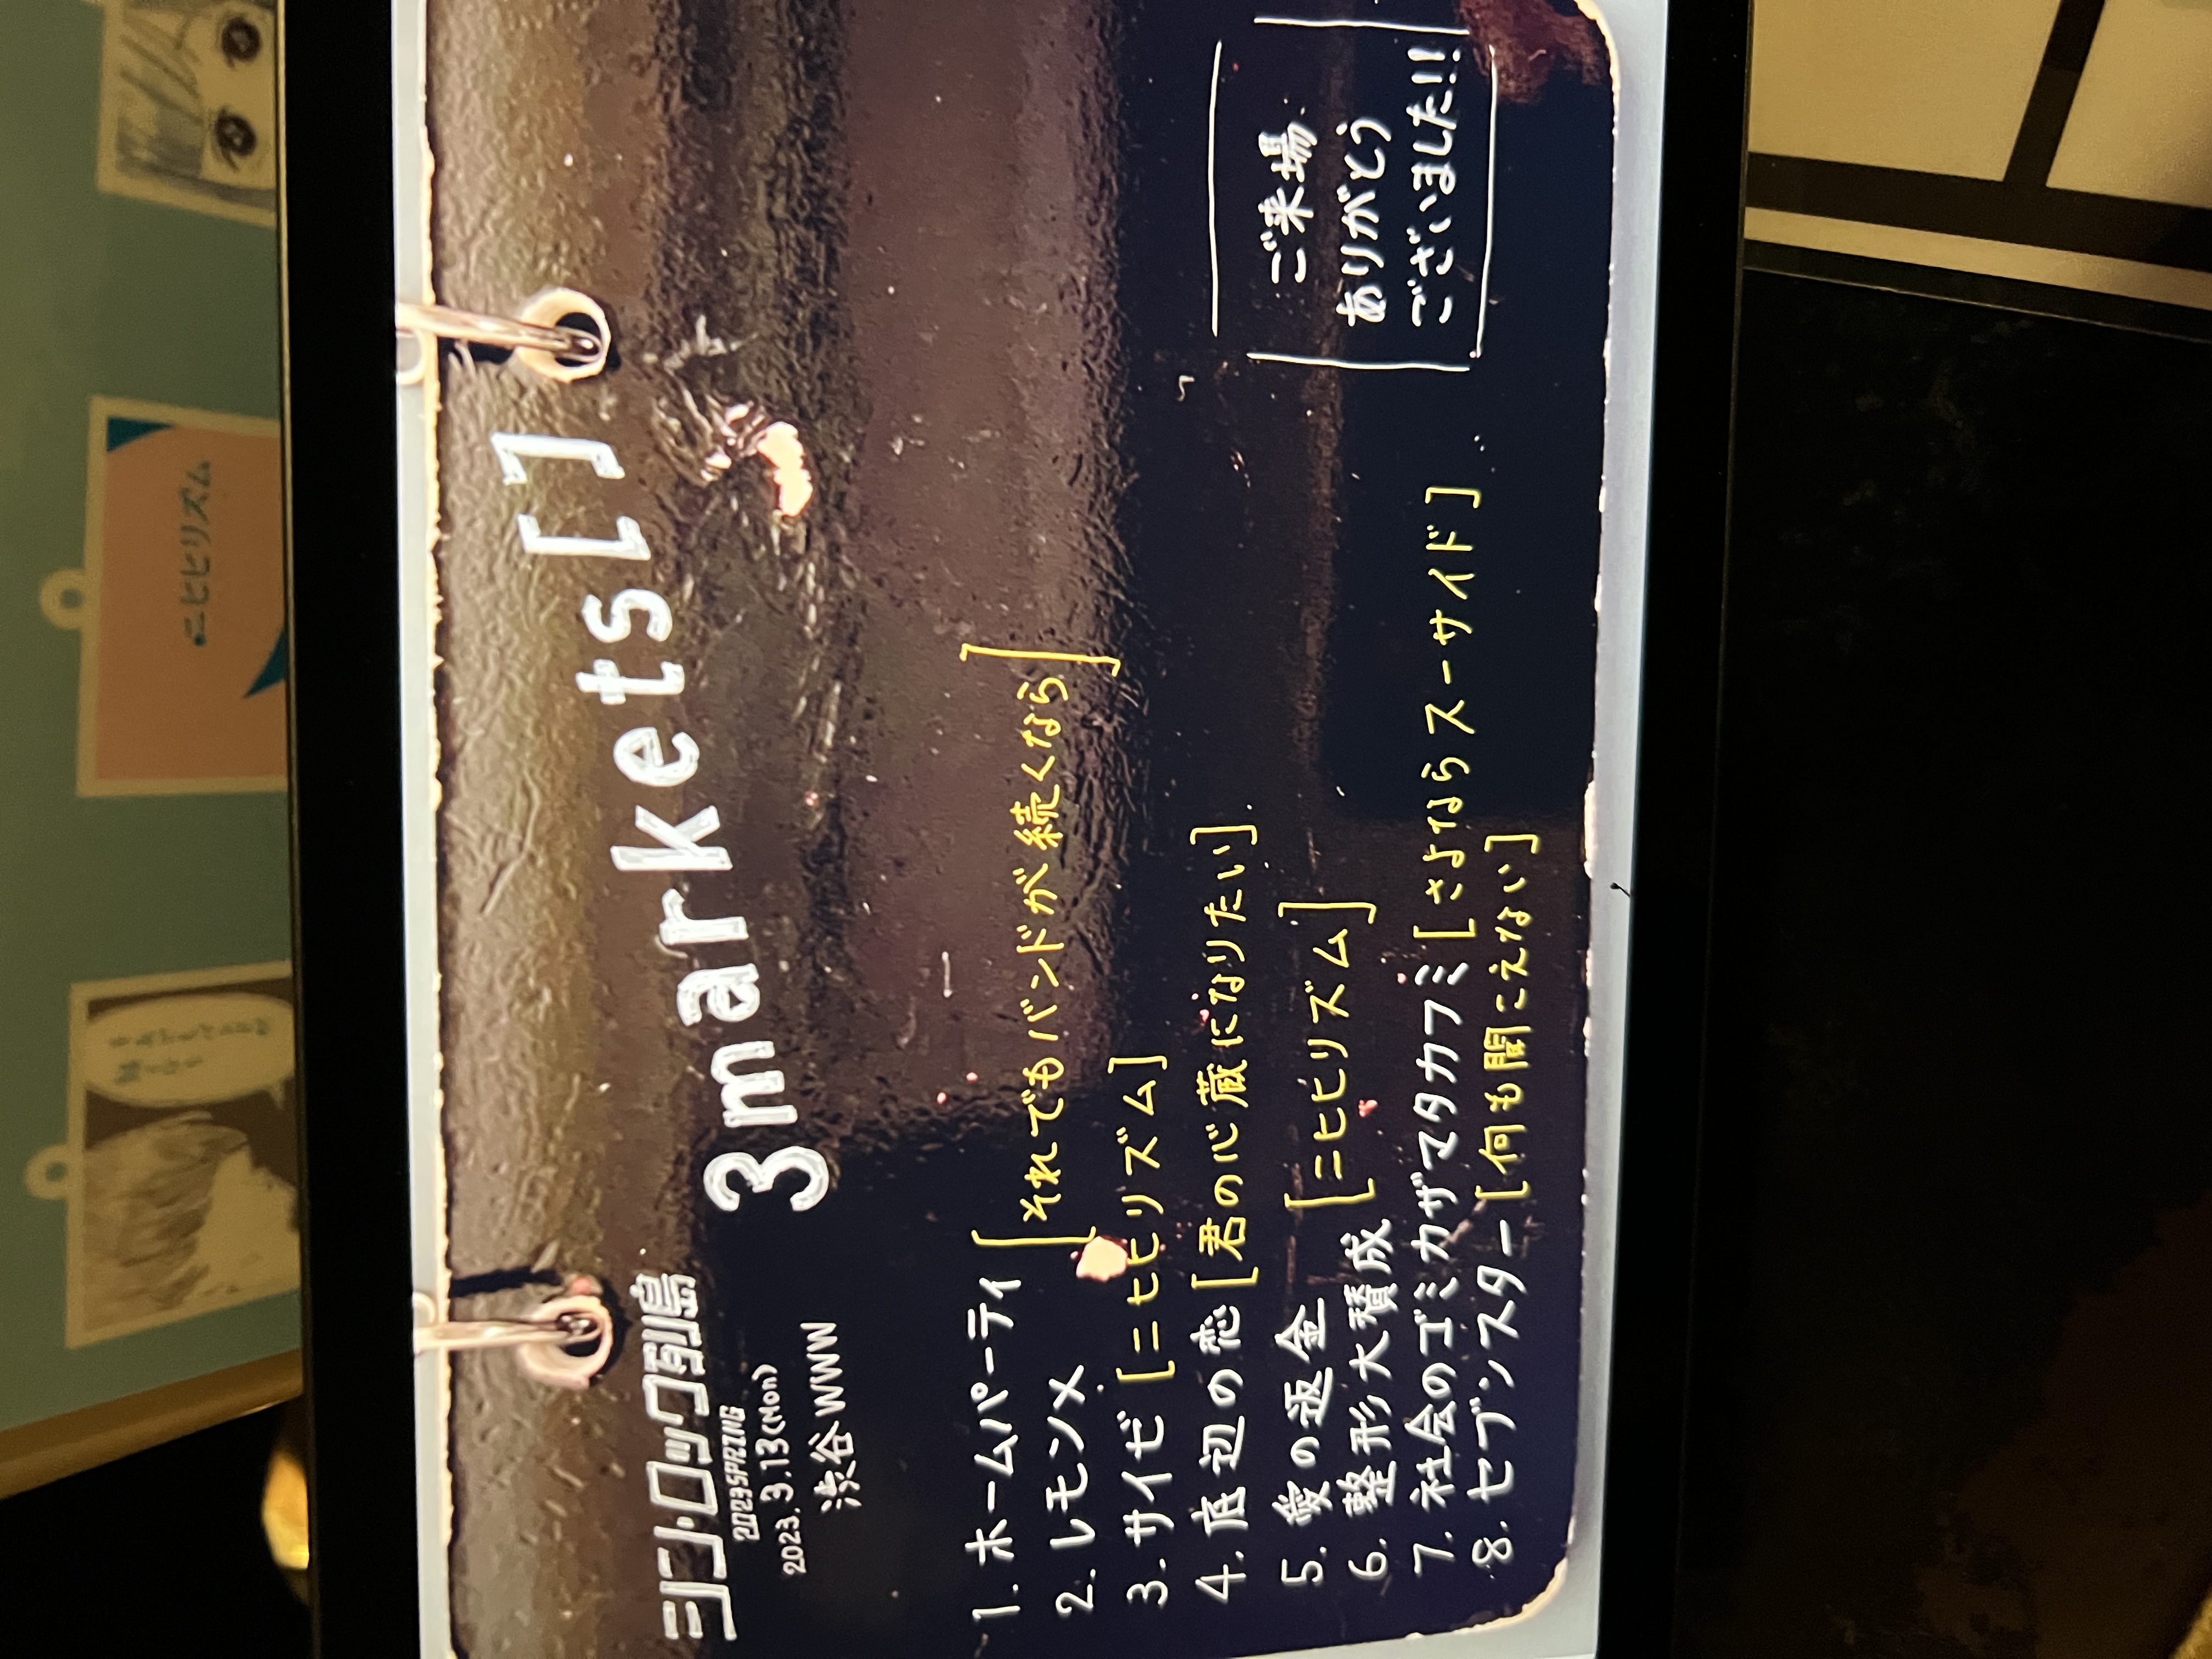 ニヒヒリズム
シン・ロック列島
2023SPRING
2023.3.13(Mon)
渋谷WWW
3markets[]
1. ホームパーティ
2. レモン×
[それでもバンドが続くなら]
3. サイゼ [ニヒヒリズム]
4. 底辺の恋 [君の心蔵になりたい]
5. 愛の返金
6. 整形大賛成
[ニヒヒリズム]
7. 社会のゴミカザマタカフミ [さよならスーサイド]
8. セブンスター [何も聞こえない]
ご来場
ありがとう
ございました!!